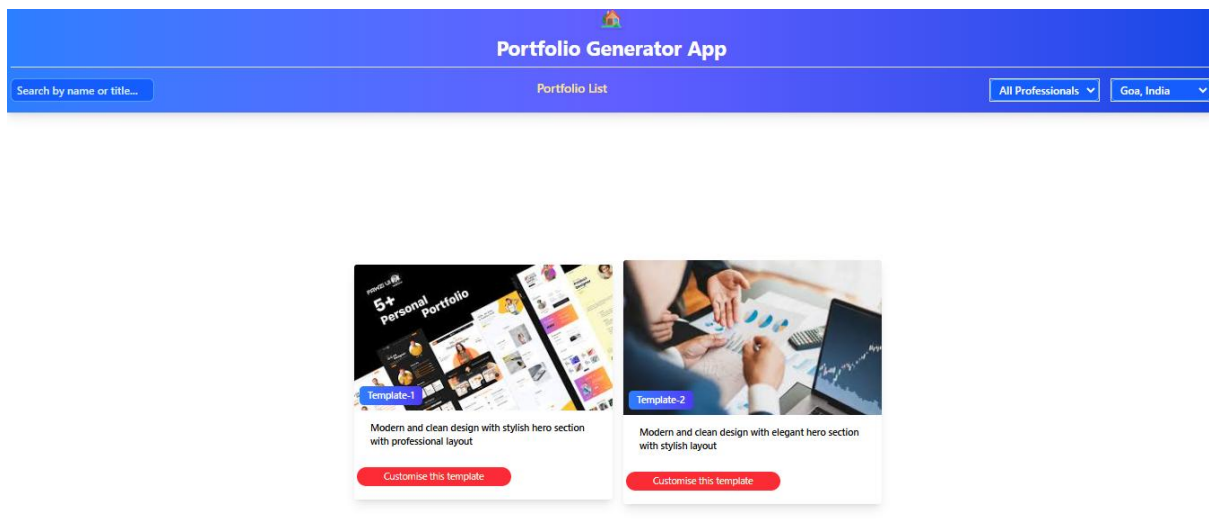 Portfolio Generator App
Search by name or title...
Portfolio List
All Professionals
Goa, India
5+
Personal Portfolio
Template-1
Modern and clean design with stylish hero section
with professional layout
Customise this template
Template-2
Modern and clean design with elegant hero section
with stylish layout
Customise this template